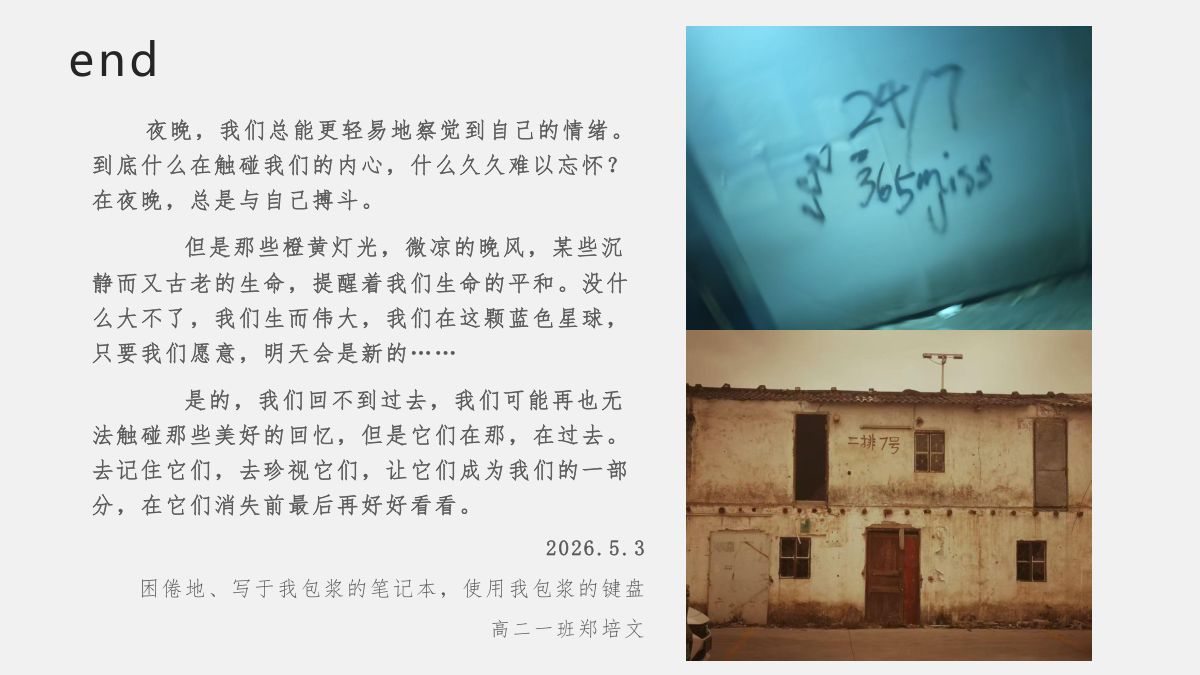 end
夜晚，我们总能更轻易地察觉到自己的情绪。
到底什么在触碰我们的内心，什么久久难以忘怀？
在夜晚，总是与自己搏斗。
但是那些橙黄灯光，微凉的晚风，某些沉
静而又古老的生命，提醒着我们生命的平和。没什
么大不了，我们生而伟大，我们在这颗蓝色星球，
只要我们愿意，明天会是新的……
是的，我们回不到过去，我们可能再也无
法触碰那些美好的回忆，但是它们在那，在过去。
去记住它们，去珍视它们，让它们成为我们的一部
分，在它们消失前最后再好好看看。
2026.5.3
困倦地、写于我包浆的笔记本，使用我包浆的键盘
高二一班郑培文
24/7
365miss
二排7号